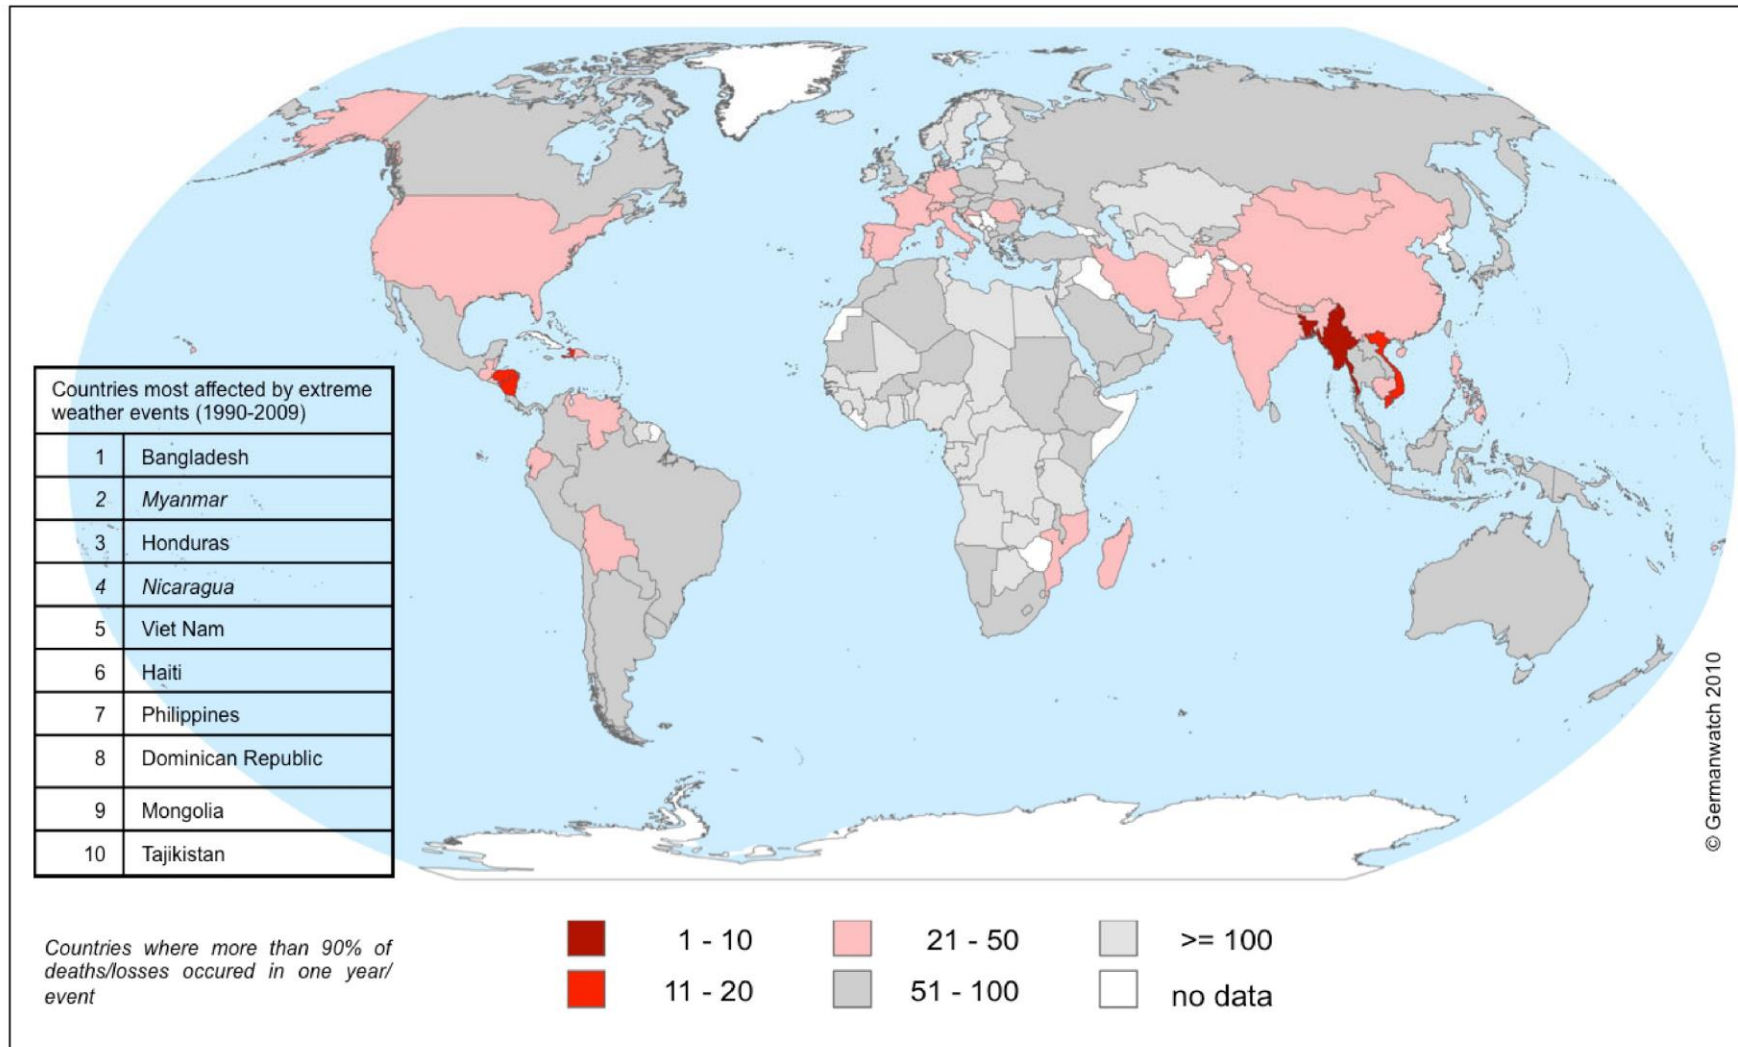 Countries most affected by extreme
weather events (1990-2009)
1 Bangladesh
2 Myanmar
3 Honduras
4 Nicaragua
5 Viet Nam
6 Haiti
7 Philippines
8 Dominican Republic
9 Mongolia
10 Tajikistan
Countries where more than 90% of
deaths/losses occured in one year/
event
1 - 10
21 - 50
>= 100
11 - 20
51 - 100
no data
© Germanwatch 2010